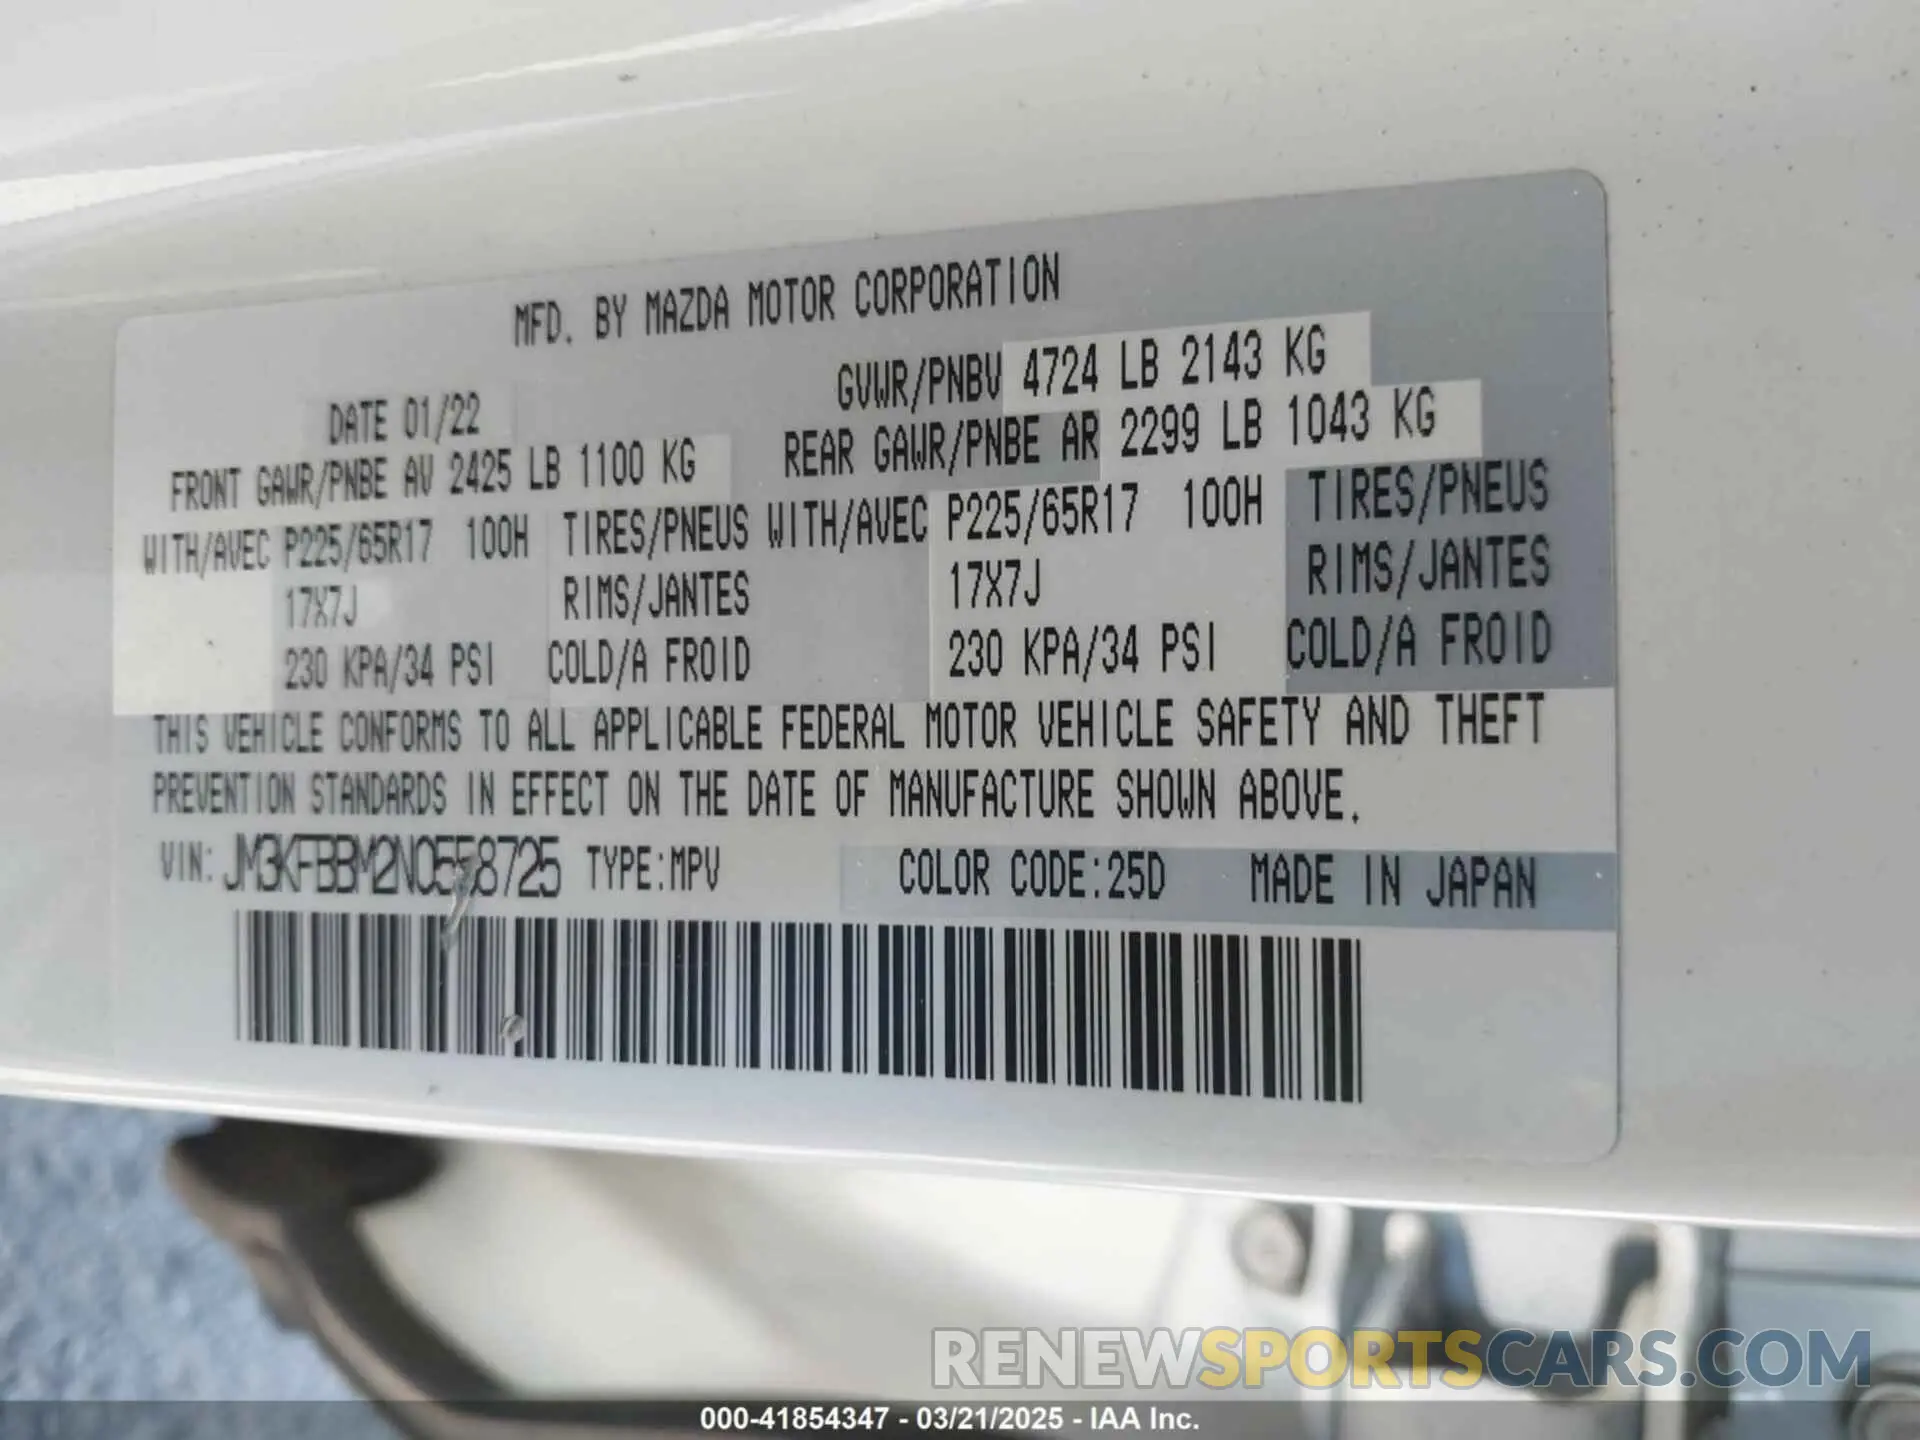 MFD. BY MAZDA MOTOR CORPORATION
DATE 01/22 GVWR/PNBV 4724 LB 2143 KG
FRONT GAWR/PNBE AV 2425 LB 1100 KG REAR GAWR/PNBE AR 2299 LB 1043 KG
WITH/AVEC P225/65R17 100H TIRES/PNEUS WITH/AVEC P225/65R17 100H TIRES/PNEUS
17X7J RIMS/JANTES 17X7J RIMS/JANTES
230 KPA/34 PSI COLD/A FROID 230 KPA/34 PSI COLD/A FROID
THIS VEHICLE CONFORMS TO ALL APPLICABLE FEDERAL MOTOR VEHICLE SAFETY AND THEFT
PREVENTION STANDARDS IN EFFECT ON THE DATE OF MANUFACTURE SHOWN ABOVE.
VIN: JM3KFBBM2N0558725 TYPE:MPV COLOR CODE:25D MADE IN JAPAN
RENEWSPORTSCARS.COM
000-41854347 - 03/21/2025 - IAA Inc.